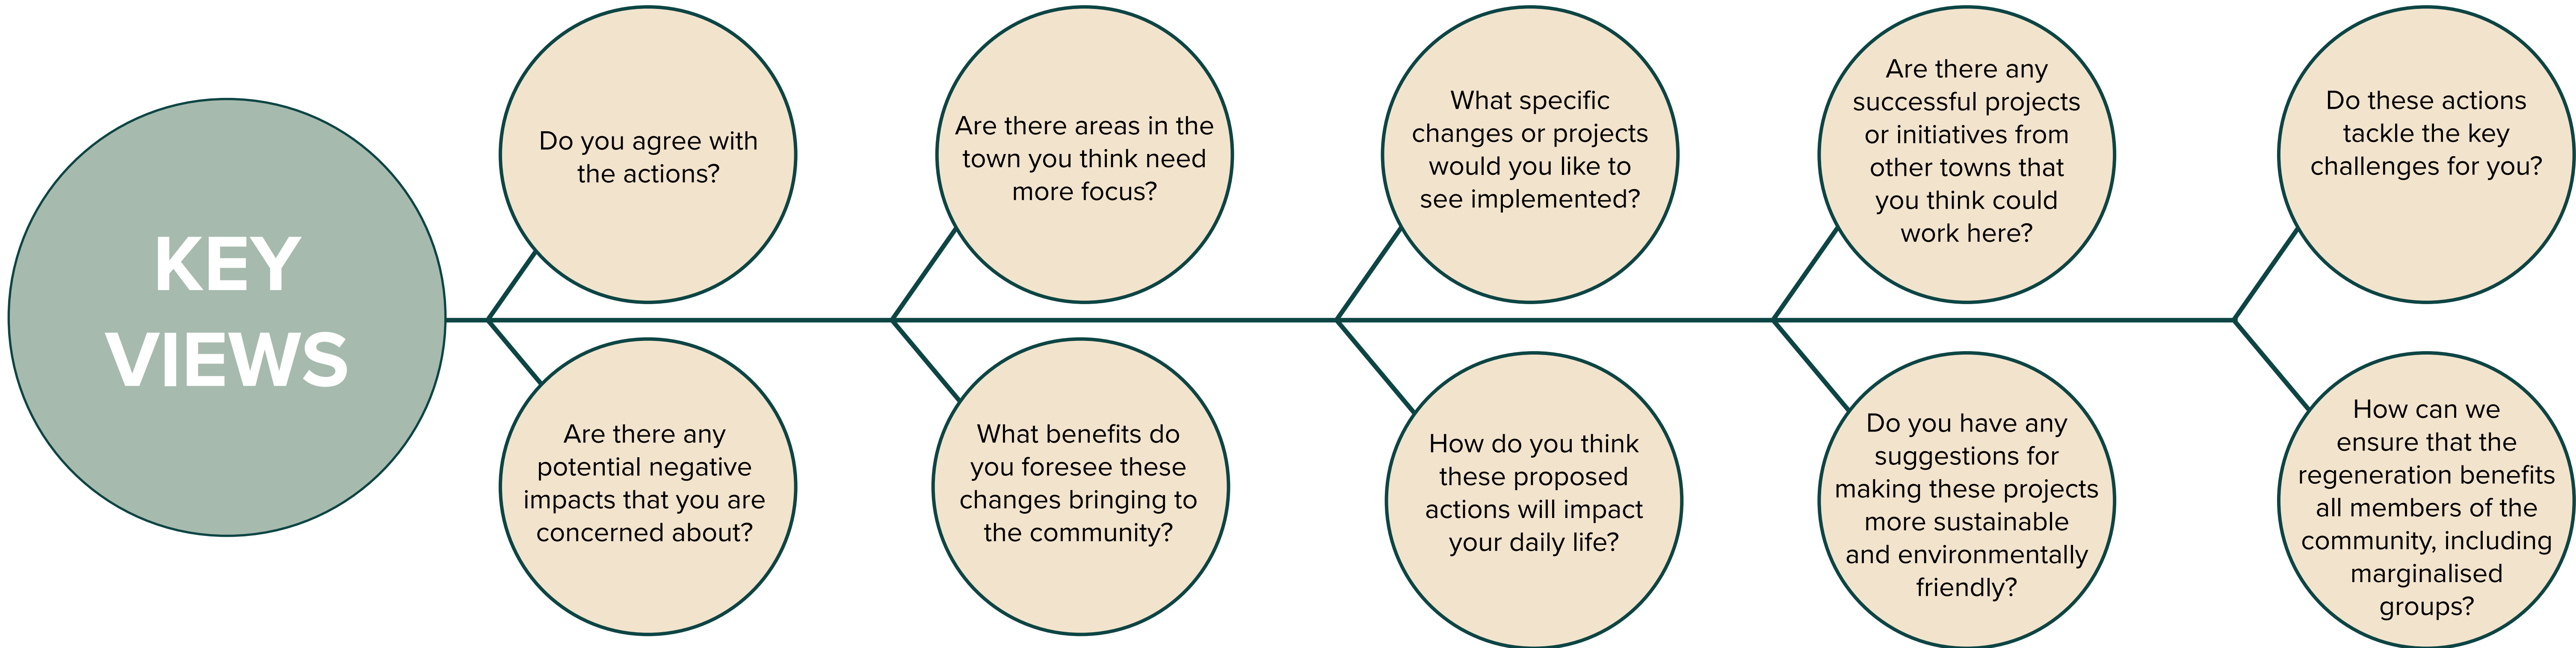 KEY
VIEWS
Do you agree with
the actions?
Are there any
potential negative
impacts that you are
concerned about?
Are there areas in the
town you think need
more focus?
What benefits do
you foresee these
changes bringing to
the community?
What specific
changes or projects
would you like to
see implemented?
How do you think
these proposed
actions will impact
your daily life?
Are there any
successful projects
or initiatives from
other towns that
you think could
work here?
Do you have any
suggestions for
making these projects
more sustainable
and environmentally
friendly?
Do these actions
tackle the key
challenges for you?
How can we
ensure that the
regeneration benefits
all members of the
community, including
marginalised
groups?